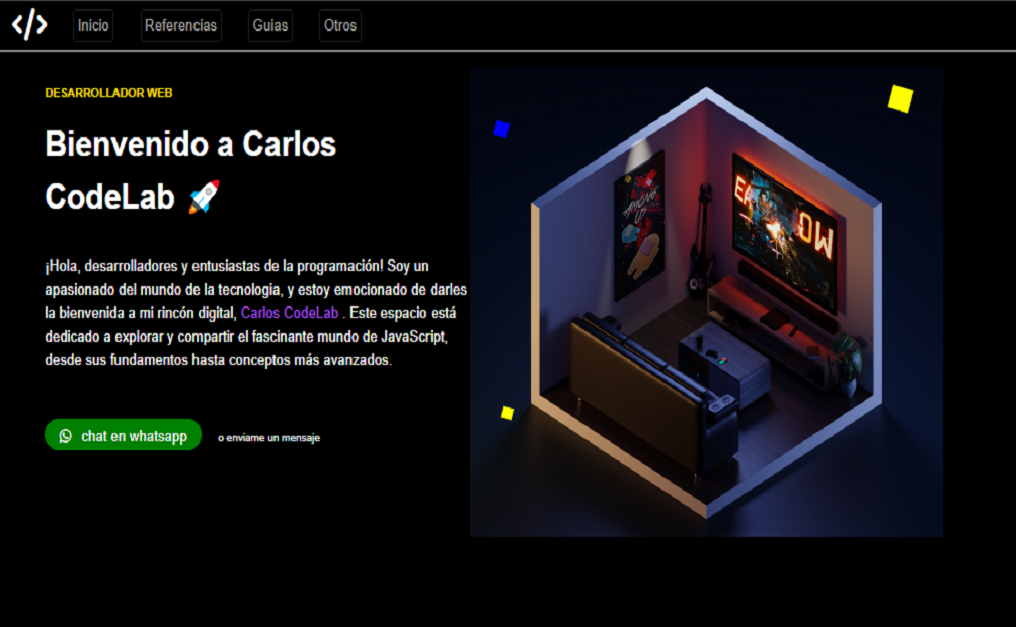 </>
Inicio Referencias Guías Otros
DESARROLLADOR WEB
Bienvenido a Carlos
CodeLab 🚀
¡Hola, desarrolladores y entusiastas de la programación! Soy un
apasionado del mundo de la tecnologia, y estoy emocionado de darles
la bienvenida a mi rincón digital, Carlos CodeLab . Este espacio está
dedicado a explorar y compartir el fascinante mundo de JavaScript,
desde sus fundamentos hasta conceptos más avanzados.
chat en whatsapp o enviame un mensaje